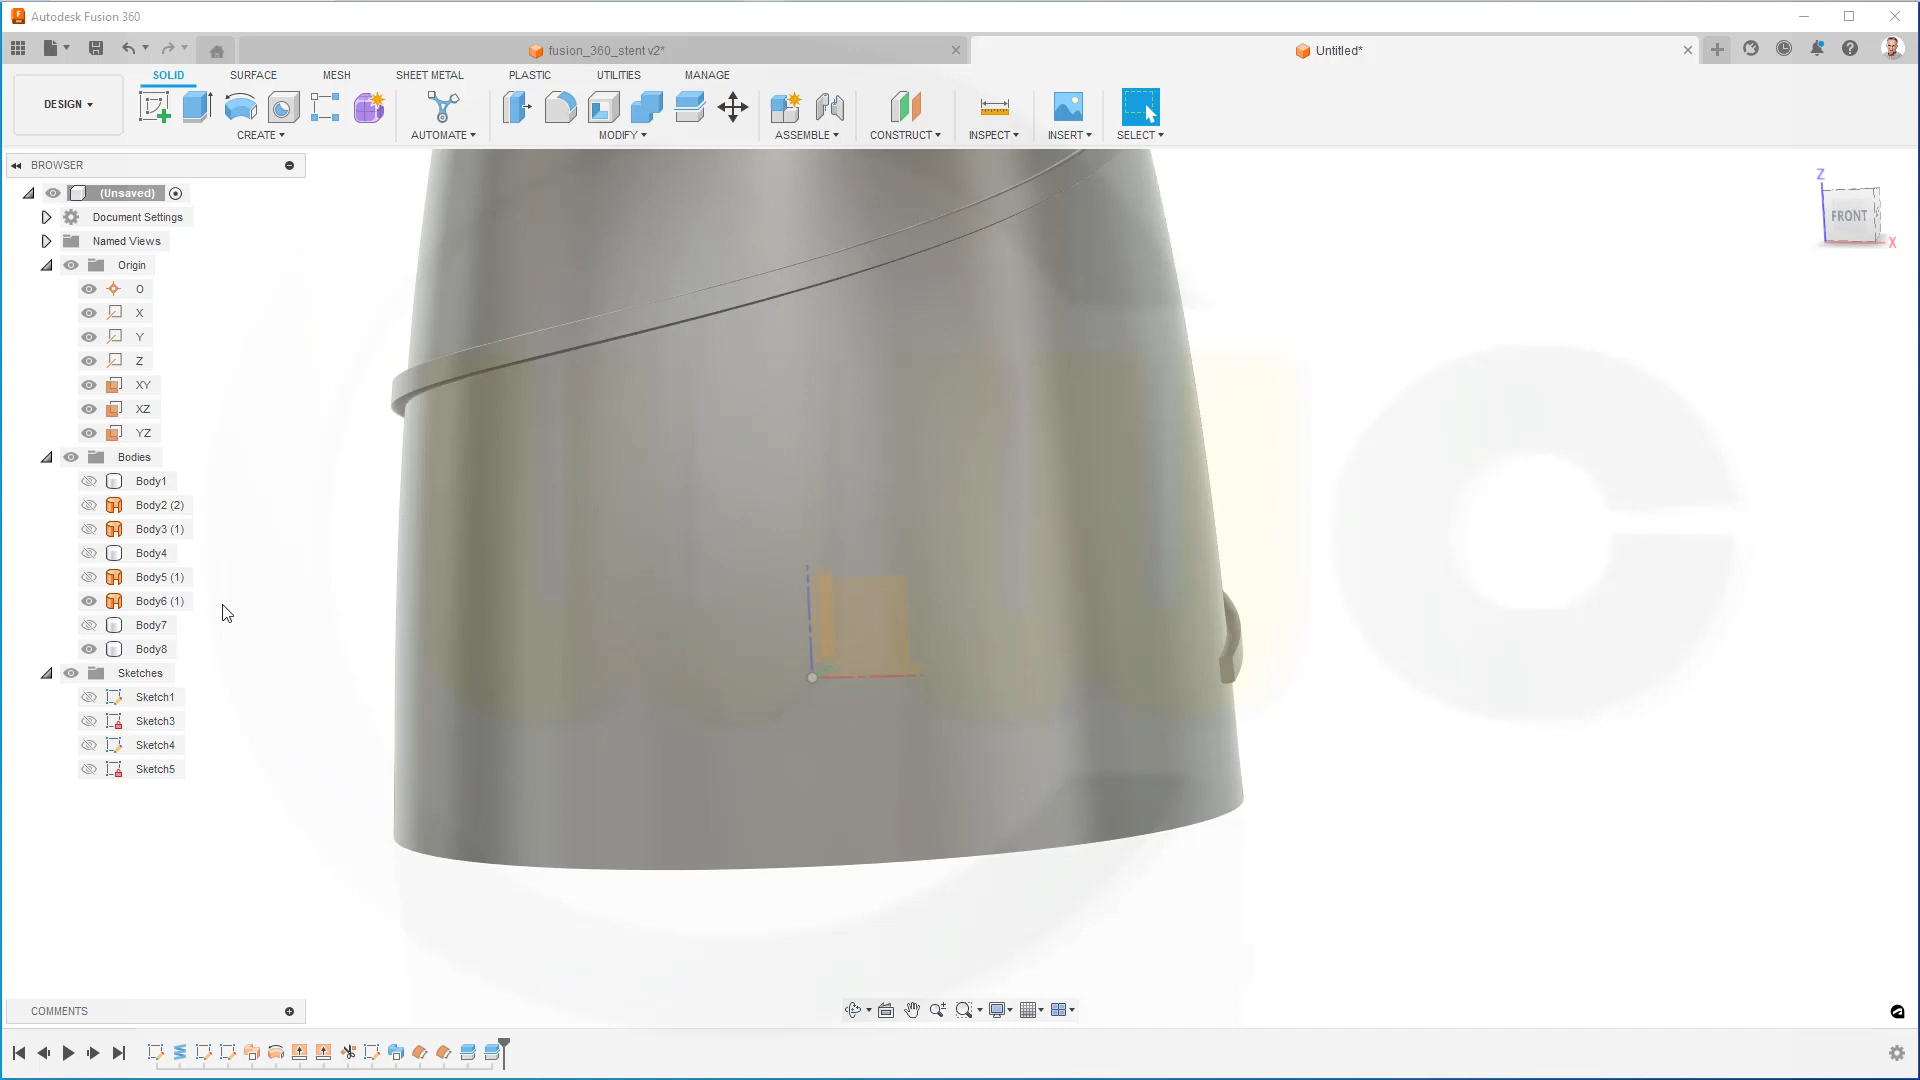 Autodesk Fusion 360
fusion_360_stent v2*
Untitled*
DESIGN
SOLID
SURFACE
MESH
SHEET METAL
PLASTIC
UTILITIES
MANAGE
CREATE
AUTOMATE
MODIFY
ASSEMBLE
CONSTRUCT
INSPECT
INSERT
SELECT
BROWSER
(Unsaved)
Document Settings
Named Views
Origin
O
X
Y
Z
XY
XZ
YZ
Bodies
Body1
Body2 (2)
Body3 (1)
Body4
Body5 (1)
Body6 (1)
Body7
Body8
Sketches
Sketch1
Sketch3
Sketch4
Sketch5
Z
FRONT
X
COMMENTS